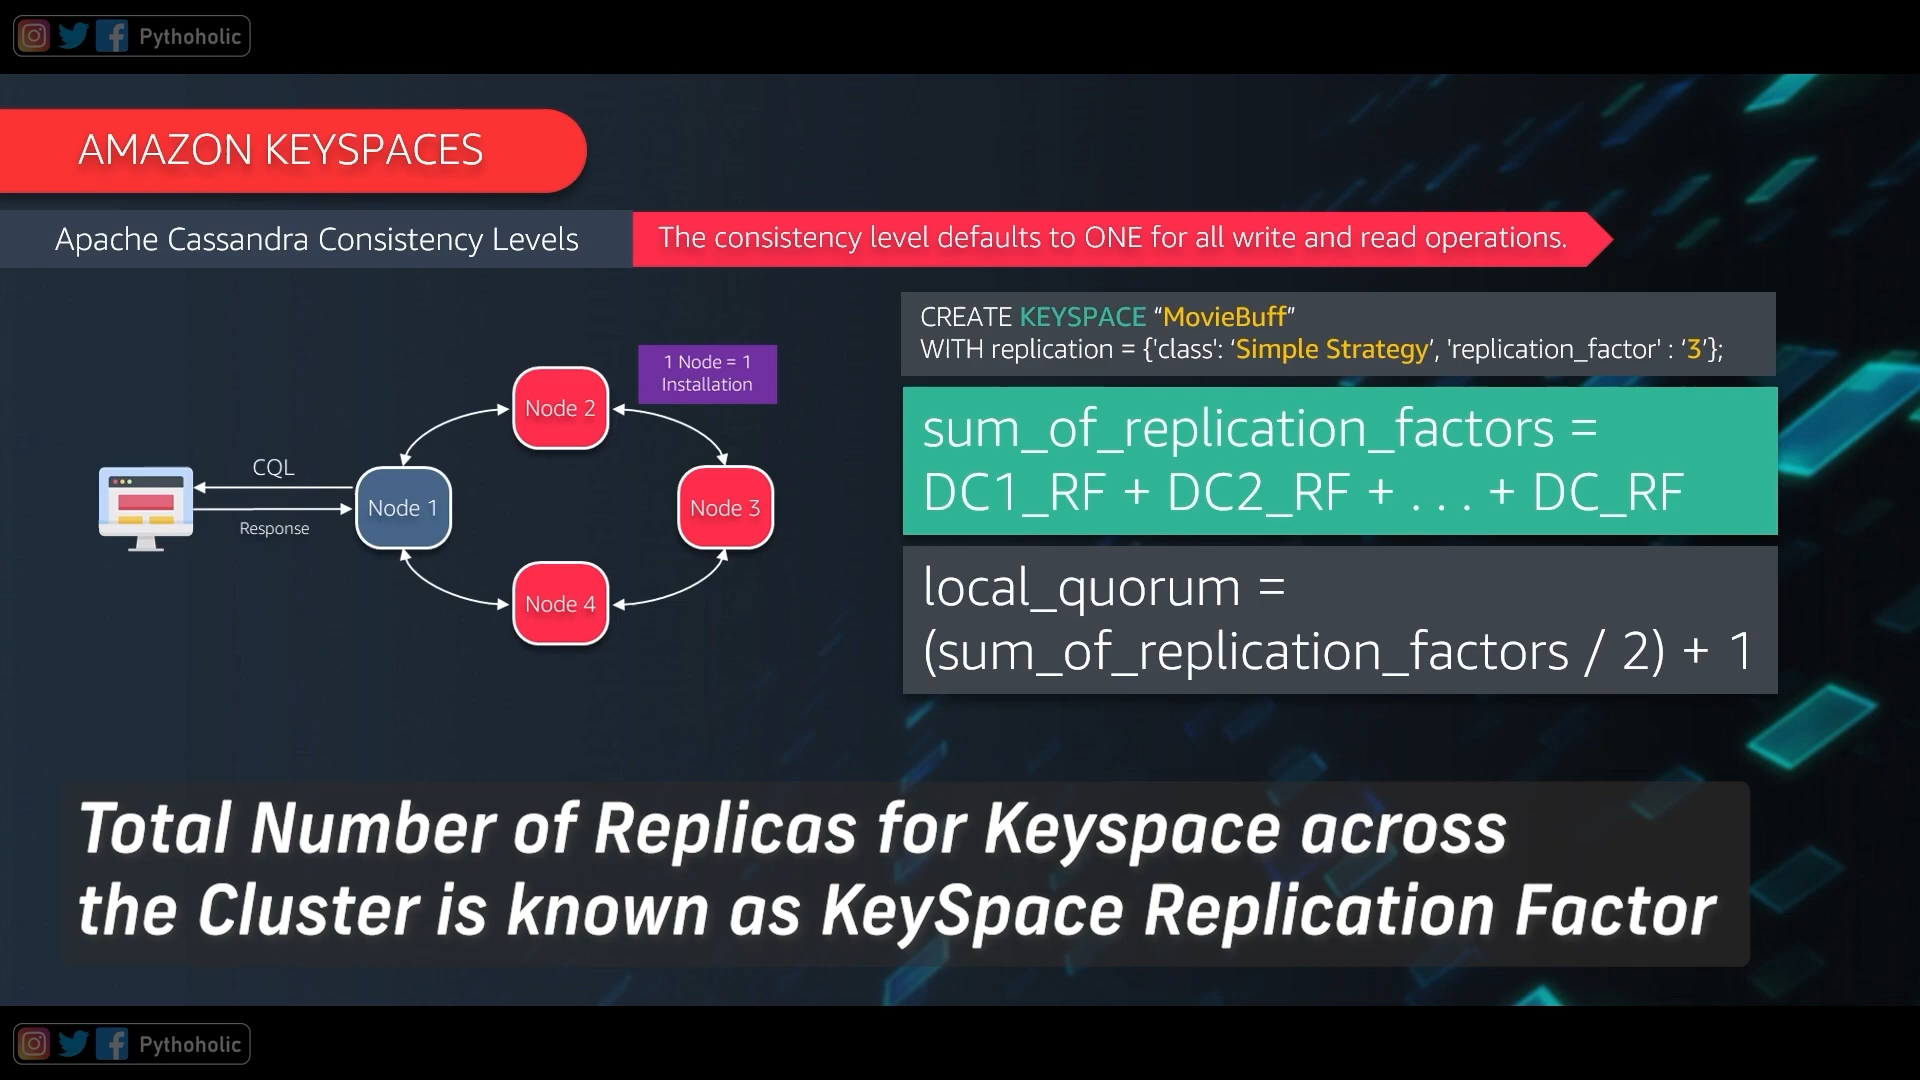 Pythoholic
AMAZON KEYSPACES
Apache Cassandra Consistency Levels
The consistency level defaults to ONE for all write and read operations.
CREATE KEYSPACE “MovieBuff”
WITH replication = {'class': ‘Simple Strategy’, 'replication_factor' : ‘3’};
1 Node = 1
Installation
Node 2
CQL
Node 1
Node 3
Response
Node 4
sum_of_replication_factors =
DC1_RF + DC2_RF + . . . + DC_RF
local_quorum =
(sum_of_replication_factors / 2) + 1
Total Number of Replicas for Keyspace across
the Cluster is known as KeySpace Replication Factor
Pythoholic